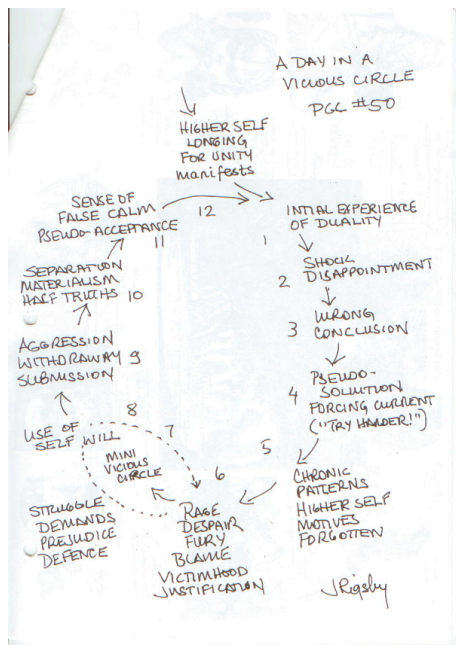 A DAY IN A
VICIOUS CIRCLE
PGL #50
HIGHER SELF
LONGING
FOR UNITY
manifests
12
INTIAL EXPERIENCE
OF DUALITY
1
SHOCK
2 DISAPPOINTMENT
WRONG
3 CONCLUSION
PSEUDO-
4 SOLUTION
FORCING CURRENT
("TRY HARDER!")
5
CHRONIC
PATTERNS
HIGHER SELF
MOTIVES
FORGOTTEN
6
RAGE
DESPAIR
FURY
BLAME
VICTIMHOOD
JUSTIFICATION
7
MINI
VICIOUS
CIRCLE
STRUGGLE
DEMANDS
PREJUDICE
DEFENCE
8
USE OF
SELF WILL
AGGRESSION
WITHDRAWAY 9
SUBMISSION
SEPARATION
MATERIALISM
HALF TRUTHS 10
SENSE OF
FALSE CALM
PSEUDO-ACCEPTANCE
11
JRigsby